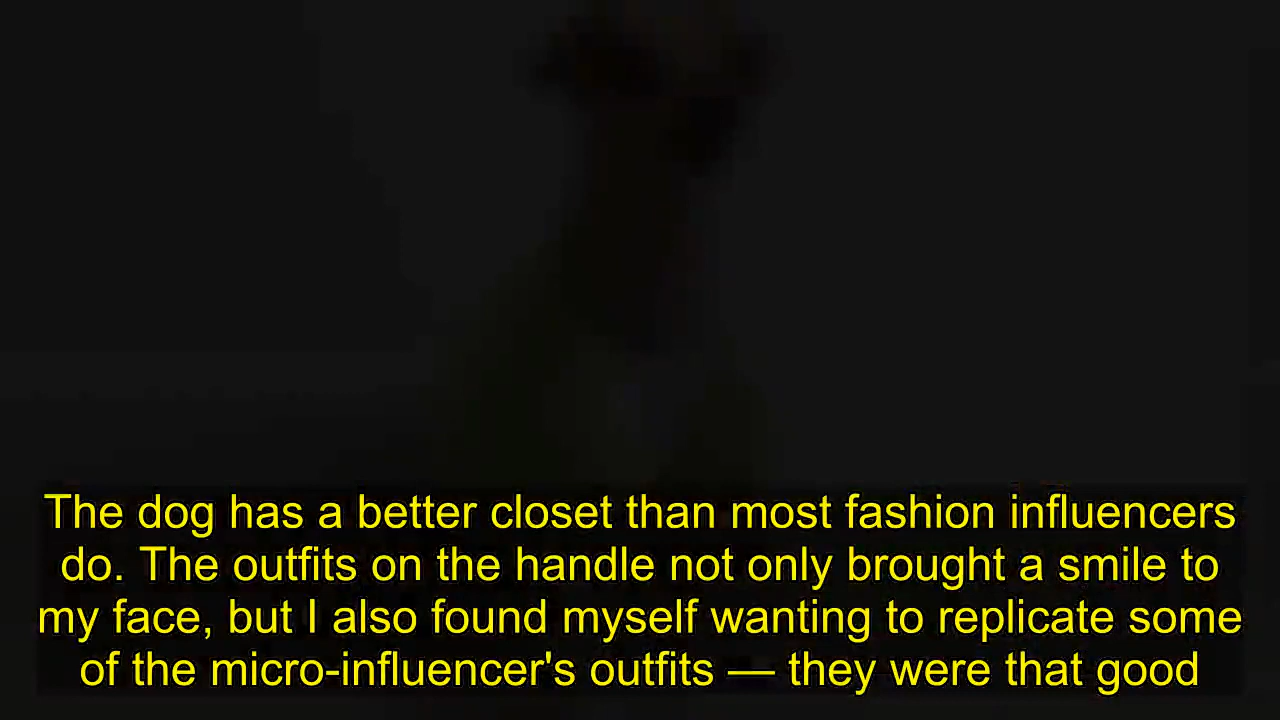 The dog has a better closet than most fashion influencers
do. The outfits on the handle not only brought a smile to
my face, but I also found myself wanting to replicate some
of the micro-influencer's outfits — they were that good